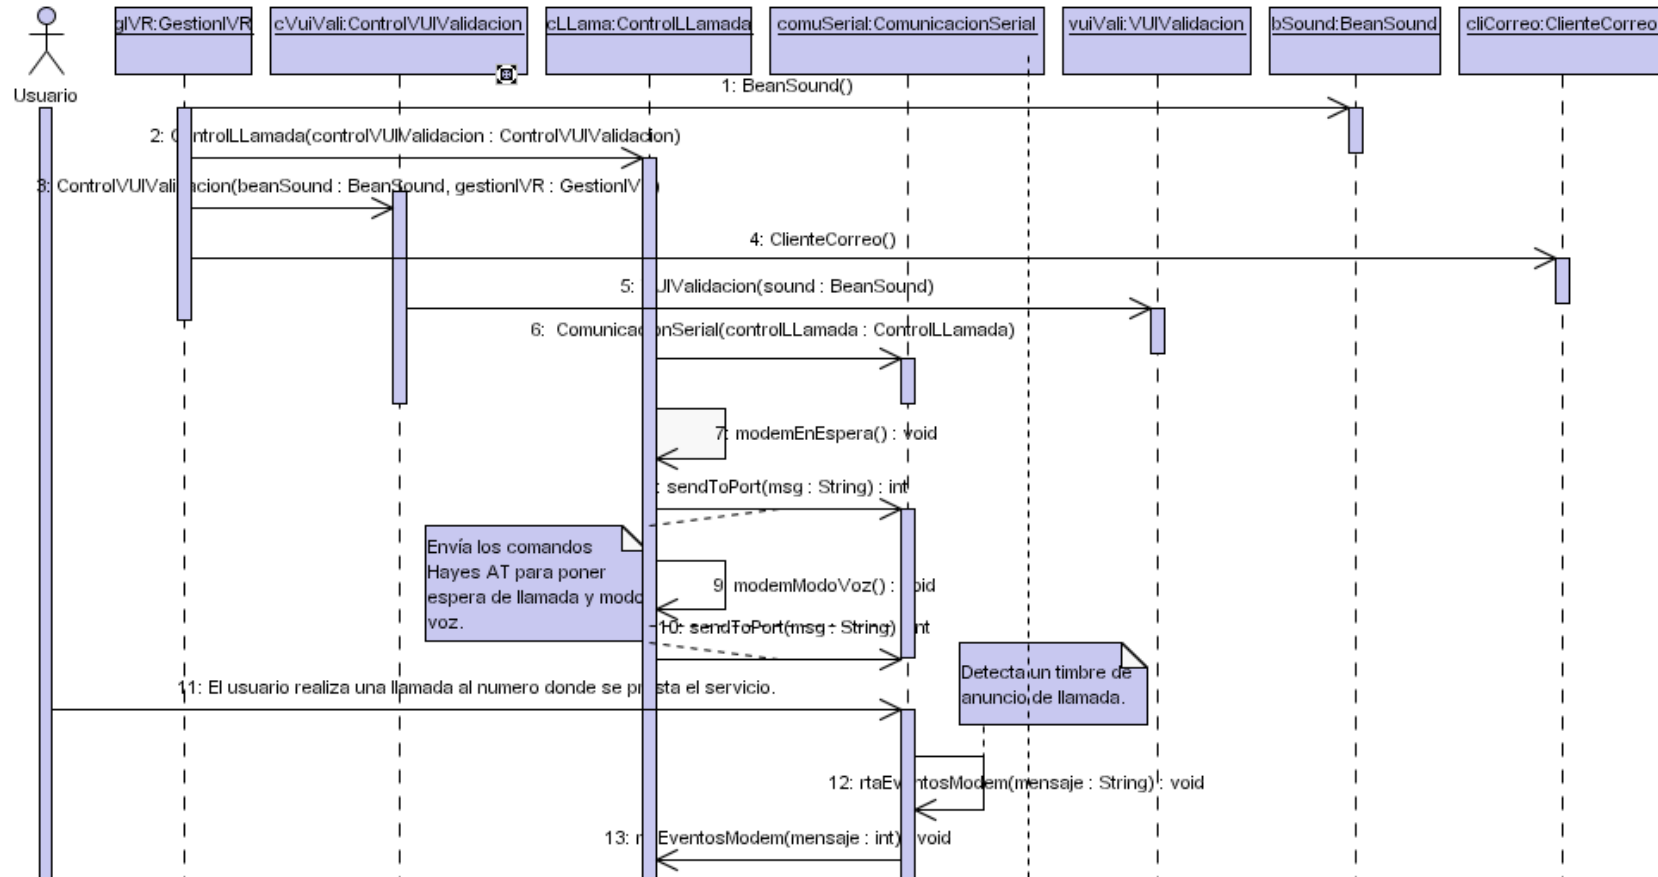 gIVR:GestionIVR
cVuiVali:ControlVUIValidacion
cLLama:ControlLLamada
comuSerial:ComunicacionSerial
vuiVali:VUIValidacion
bSound:BeanSound
cliCorreo:ClienteCorreo
Usuario
1: BeanSound()
2: ControlLLamada(controlVUIValidacion : ControlVUIValidacion)
3: ControlVUIValidacion(beanSound : BeanSound, gestionIVR : GestionIVR)
4: ClienteCorreo()
5: VUIValidacion(sound : BeanSound)
6: ComunicacionSerial(controlLLamada : ControlLLamada)
7: modemEnEspera() : void
: sendToPort(msg : String) : int
Envía los comandos
Hayes AT para poner
espera de llamada y modo
voz.
9: modemModoVoz() : void
10: sendToPort(msg : String) : int
Detecta un timbre de
anuncio de llamada.
11: El usuario realiza una llamada al numero donde se presta el servicio.
12: rtaEventosModem(mensaje : String) : void
13: rtaEventosModem(mensaje : int) : void